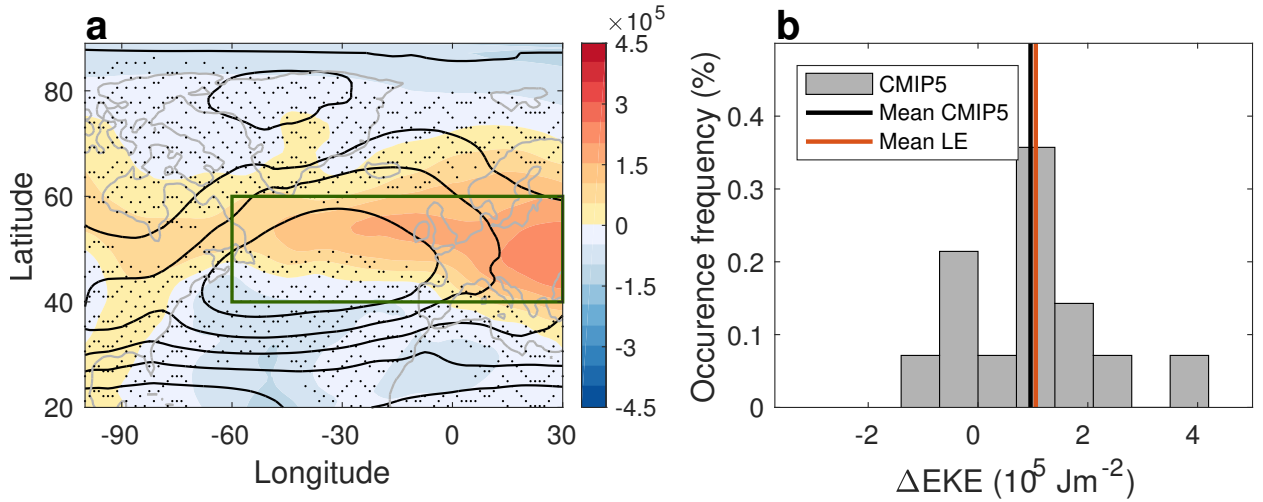 a
×10^5
4.5
3
1.5
0
-1.5
-3
-4.5
80
60
40
20
Latitude
-90
-60
-30
0
30
Longitude
b
CMIP5
Mean CMIP5
Mean LE
0.4
0.3
0.2
0.1
0
Occurence frequency (%)
-2
0
2
4
ΔEKE (10^5 Jm^-2)